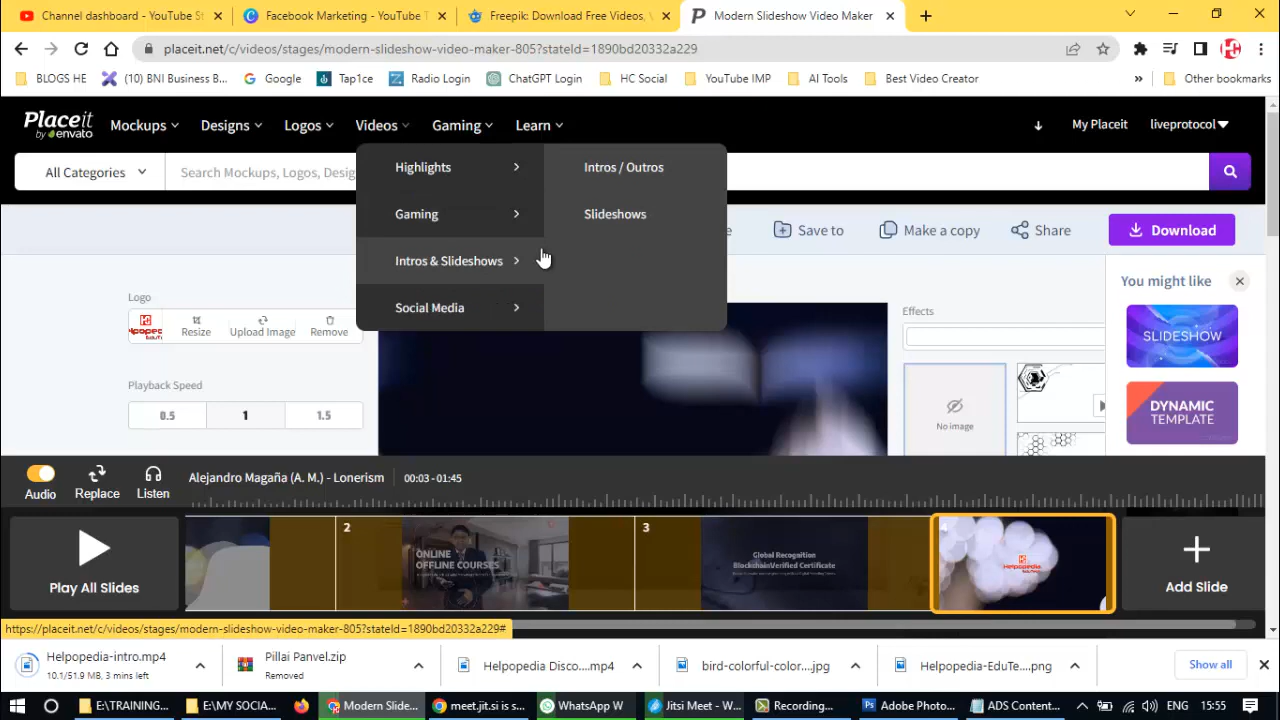 Channel dashboard - YouTube St
Facebook Marketing - YouTube T
Freepik: Download Free Videos, V
Modern Slideshow Video Maker
placeit.net/c/videos/stages/modern-slideshow-video-maker-805?stateId=1890bd20332a229
BLOGS HE
(10) BNI Business B...
Google
Tap1ce
Radio Login
ChatGPT Login
HC Social
YouTube IMP
AI Tools
Best Video Creator
»
Other bookmarks
Placeit
by envato
Mockups
Designs
Logos
Videos
Gaming
Learn
My Placeit
liveprotocol
All Categories
Search Mockups, Logos, Desig
Highlights
Intros / Outros
Gaming
Slideshows
Intros & Slideshows
Social Media
e
Save to
Make a copy
Share
Download
Logo
Resize
Upload Image
Remove
Playback Speed
0.5
1
1.5
Effects
No image
You might like
SLIDESHOW
DYNAMIC
TEMPLATE
Audio
Replace
Listen
Alejandro Magaña (A. M.) - Lonerism
00:03 - 01:45
Play All Slides
2
ONLINE
OFFLINE COURSES
3
Global Recognition
BlockchainVerified Certificate
4
Helpopedia
Add Slide
https://placeit.net/c/videos/stages/modern-slideshow-video-maker-805?stateId=1890bd20332a229#
Helpopedia-intro.mp4
10.1/51.9 MB, 3 mins left
Pillai Panvel.zip
Removed
Helpopedia Disco....mp4
bird-colorful-color....jpg
Helpopedia-EduTe....png
Show all
E:\TRAINING...
E:\MY SOCIA...
Modern Slide...
meet.jit.si is s...
WhatsApp W
Jitsi Meet - W...
Recording...
Adobe Photo...
ADS Content...
ENG
15:55